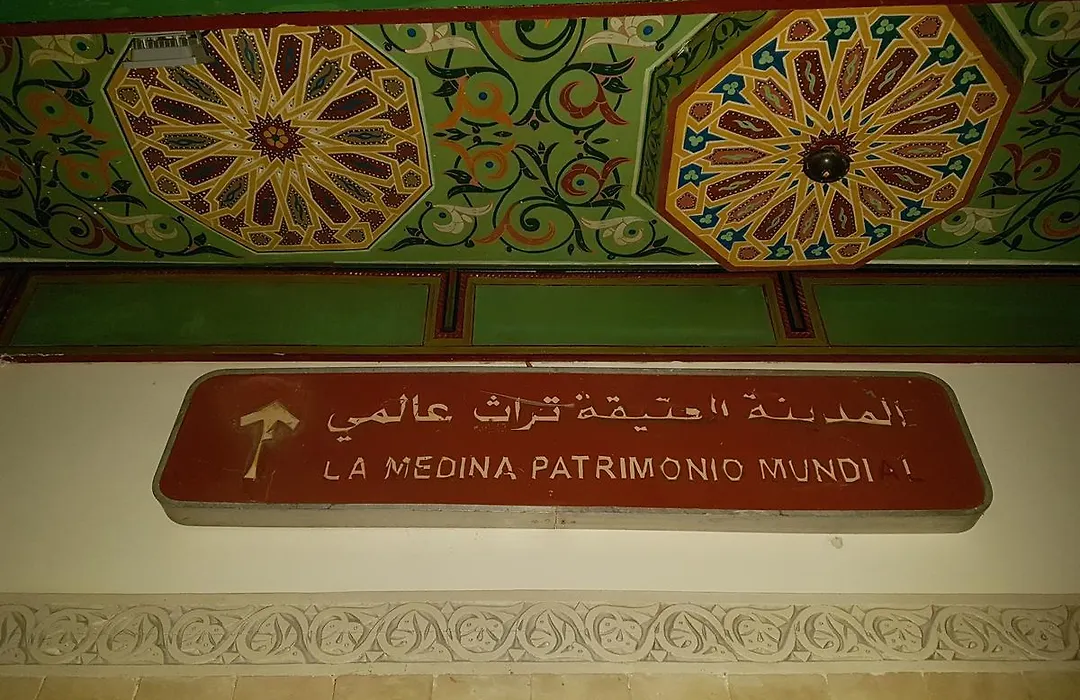 المدينة العتيقة تراث عالمي
LA MEDINA PATRIMONIO MUNDIAL